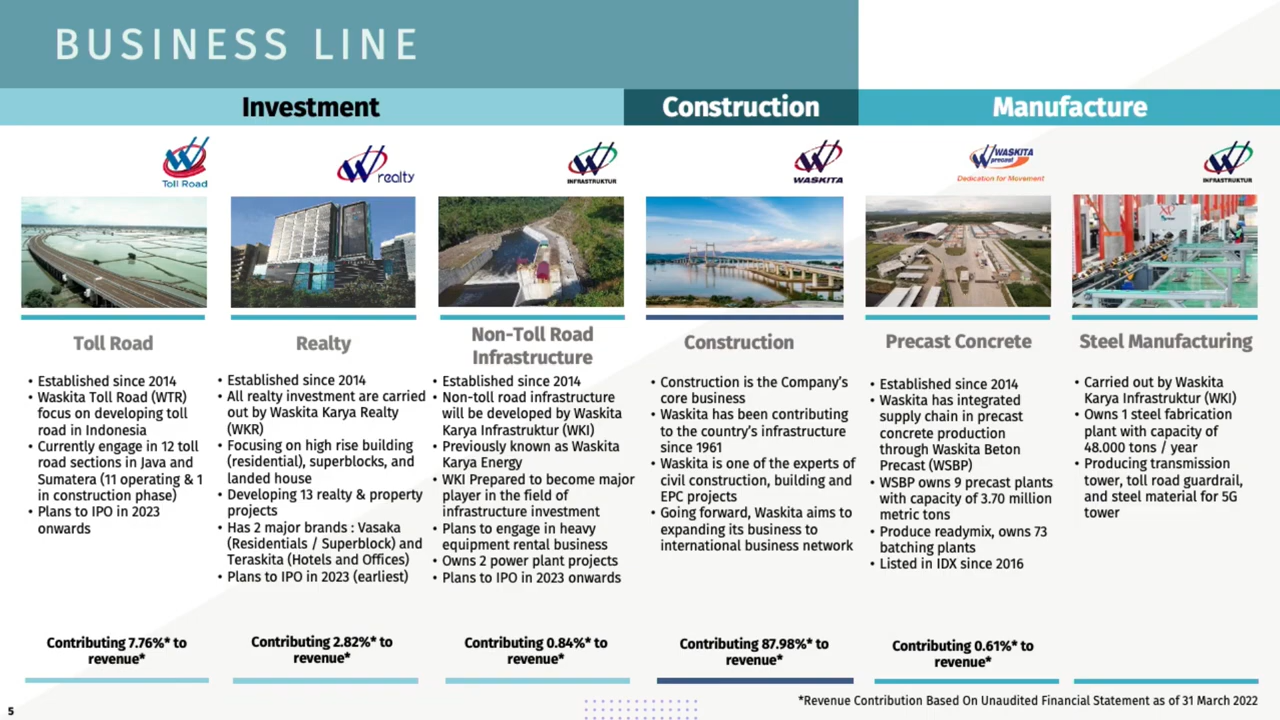 BUSINESS LINE
Investment
Construction
Manufacture
Toll Road
realty
INFRASTRUKTUR
WASKITA
WASKITA
precast
Dedication for Movement
INFRASTRUKTUR
Toll Road
• Established since 2014
• Waskita Toll Road (WTR)
focus on developing toll
road in Indonesia
• Currently engage in 12 toll
road sections in Java and
Sumatera (11 operating & 1
in construction phase)
• Plans to IPO in 2023
onwards
Contributing 7.76%* to
revenue*
Realty
• Established since 2014
• All realty investment are carried
out by Waskita Karya Realty
(WKR)
• Focusing on high rise building
(residential), superblocks, and
landed house
• Developing 13 realty & property
projects
• Has 2 major brands : Vasaka
(Residentials / Superblock) and
Teraskita (Hotels and Offices)
• Plans to IPO in 2023 (earliest)
Contributing 2.82%* to
revenue*
Non-Toll Road
Infrastructure
• Established since 2014
• Non-toll road infrastructure
will be developed by Waskita
Karya Infrastruktur (WKI)
• Previously known as Waskita
Karya Energy
• WKI Prepared to become major
player in the field of
infrastructure investment
• Plans to engage in heavy
equipment rental business
• Owns 2 power plant projects
• Plans to IPO in 2023 onwards
Contributing 0.84%* to
revenue*
Construction
• Construction is the Company's
core business
• Waskita has been contributing
to the country's infrastructure
since 1961
• Waskita is one of the experts of
civil construction, building and
EPC projects
• Going forward, Waskita aims to
expanding its business to
international business network
Contributing 87.98%* to
revenue*
Precast Concrete
• Established since 2014
• Waskita has integrated
supply chain in precast
concrete production
through Waskita Beton
Precast (WSBP)
• WSBP owns 9 precast plants
with capacity of 3.70 million
metric tons
• Produce readymix, owns 73
batching plants
• Listed in IDX since 2016
Contributing 0.61%* to
revenue*
Steel Manufacturing
• Carried out by Waskita
Karya Infrastruktur (WKI)
• Owns 1 steel fabrication
plant with capacity of
48.000 tons / year
• Producing transmission
tower, toll road guardrail,
and steel material for 5G
tower
*Revenue Contribution Based On Unaudited Financial Statement as of 31 March 2022
5